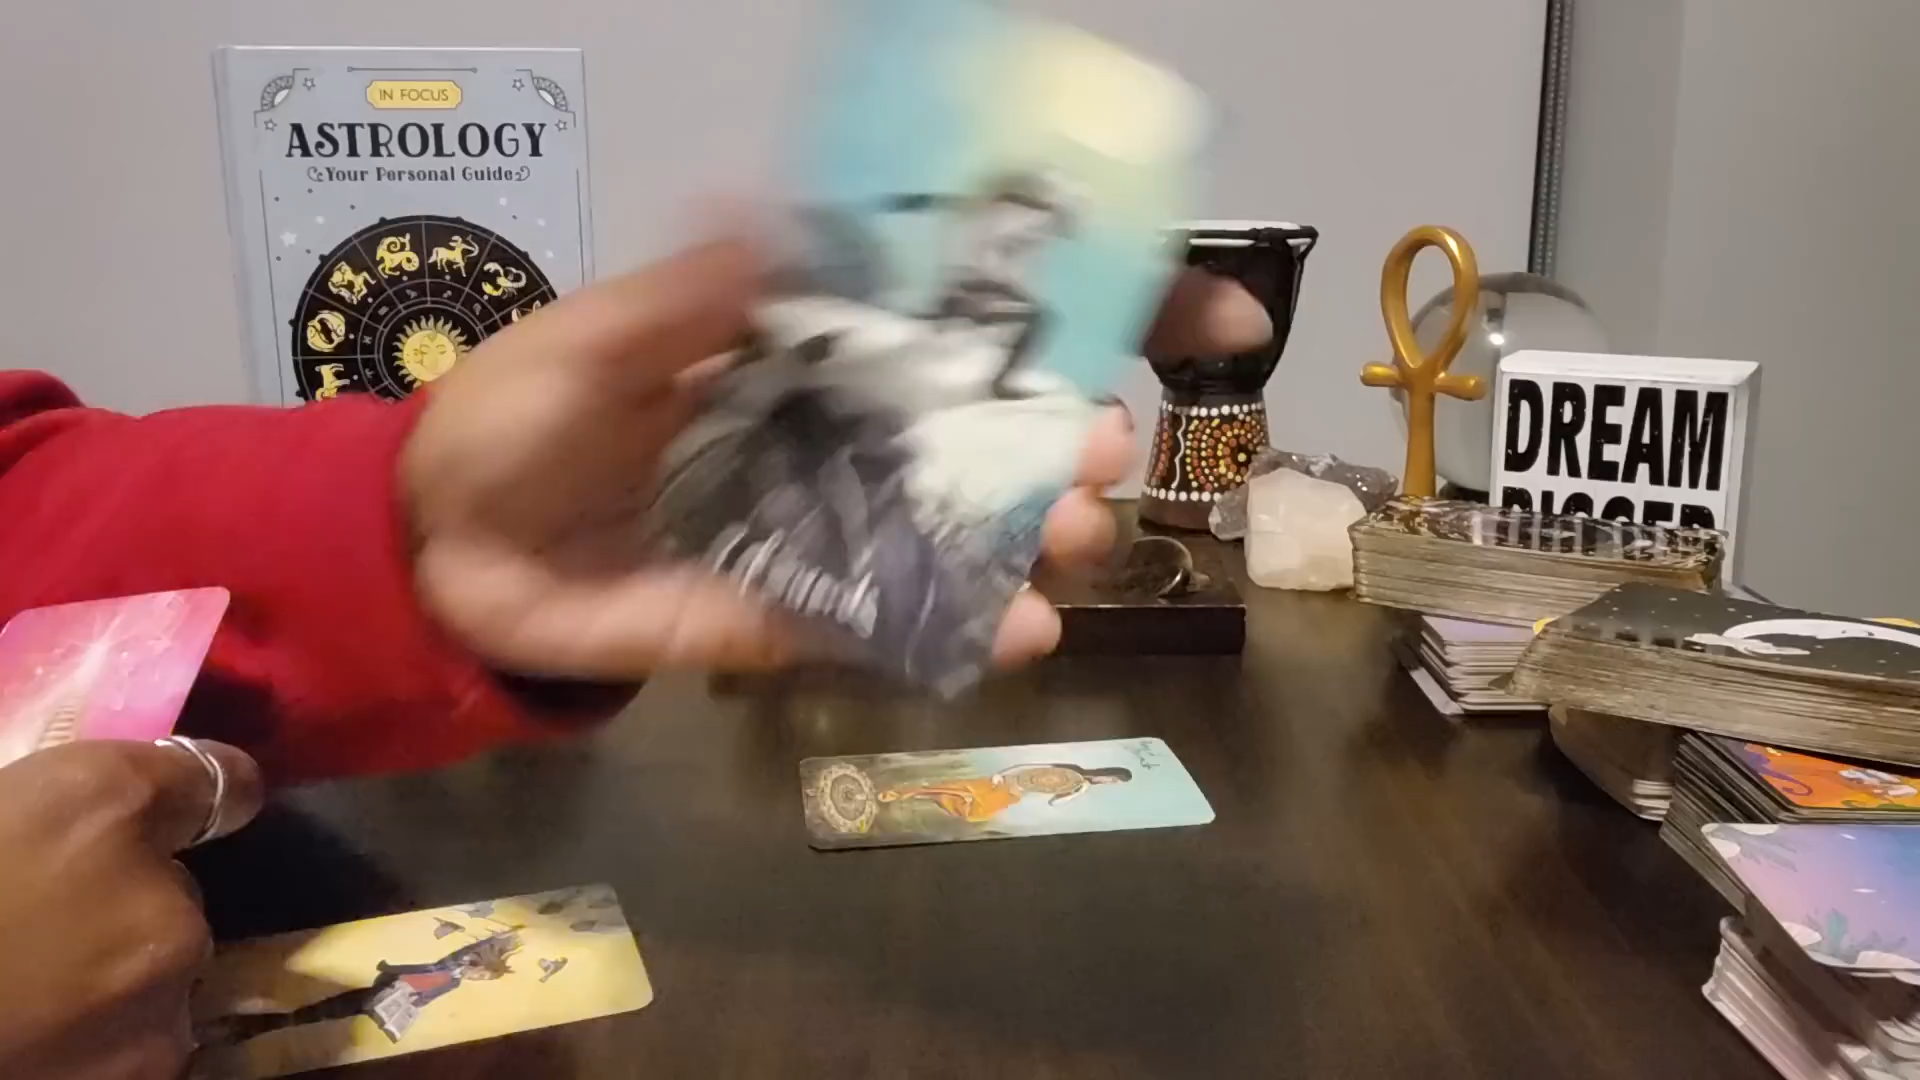 IN FOCUS
ASTROLOGY
Your Personal Guide
DREAM
BIGGER